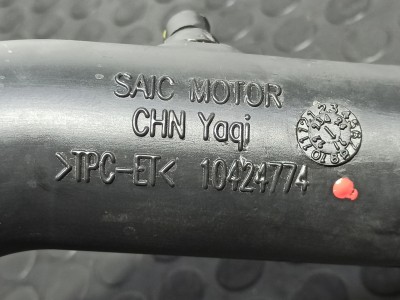 SAIC MOTOR
CHN Yaqi
>TPC-ET< 10424774